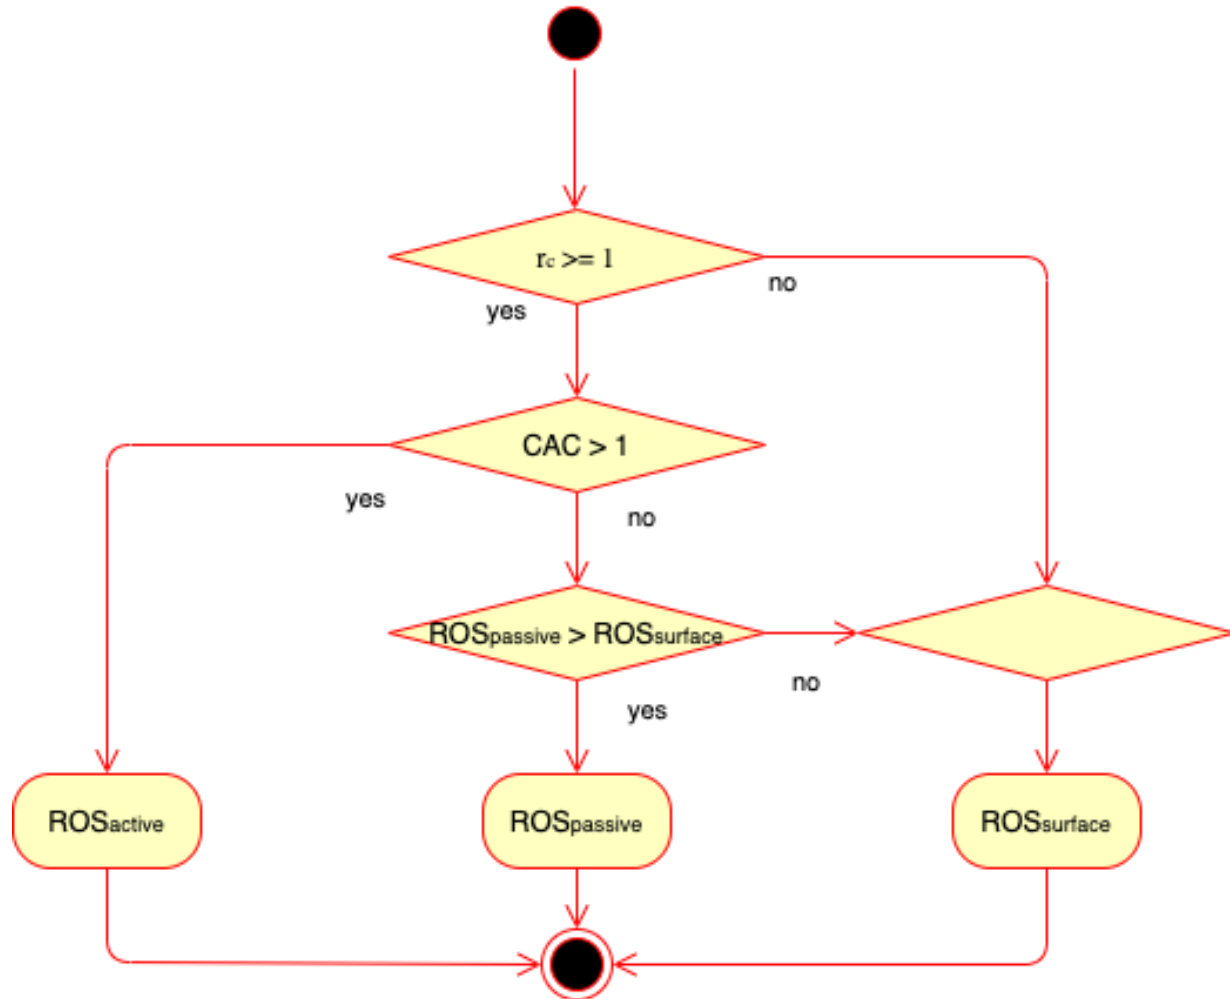 rc >= 1
no
yes
CAC > 1
yes
no
ROSpassive > ROSsurface
no
yes
ROSactive
ROSpassive
ROSsurface